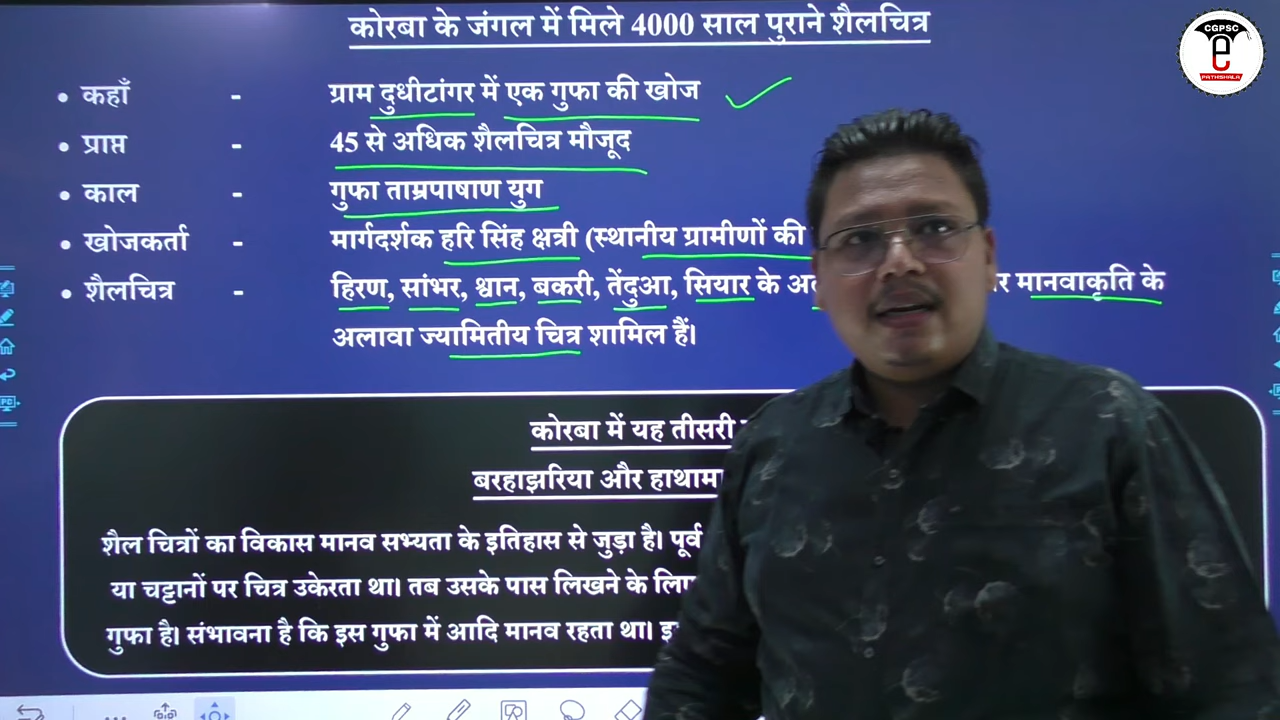 कोरबा के जंगल में मिले 4000 साल पुराने शैलचित्र
CGPSC
e
PATHSHALA
• कहाँ - ग्राम दुधीटांगर में एक गुफा की खोज
• प्राप्त - 45 से अधिक शैलचित्र मौजूद
• काल - गुफा ताम्रपाषाण युग
• खोजकर्ता - मार्गदर्शक हरि सिंह क्षत्री (स्थानीय ग्रामीणों की
• शैलचित्र - हिरण, सांभर, श्वान, बकरी, तेंदुआ, सियार के मानवाकृति के
अलावा ज्यामितीय चित्र शामिल हैं।
कोरबा में यह तीसरी
बरहाझरिया और
शैल चित्रों का विकास मानव सभ्यता के इतिहास से जुड़ा है। पूर्व
या चट्टानों पर चित्र उकेरता था। तब उसके पास लिखने के
गुफा है। संभावना है कि इस गुफा में आदि मानव रहता था।